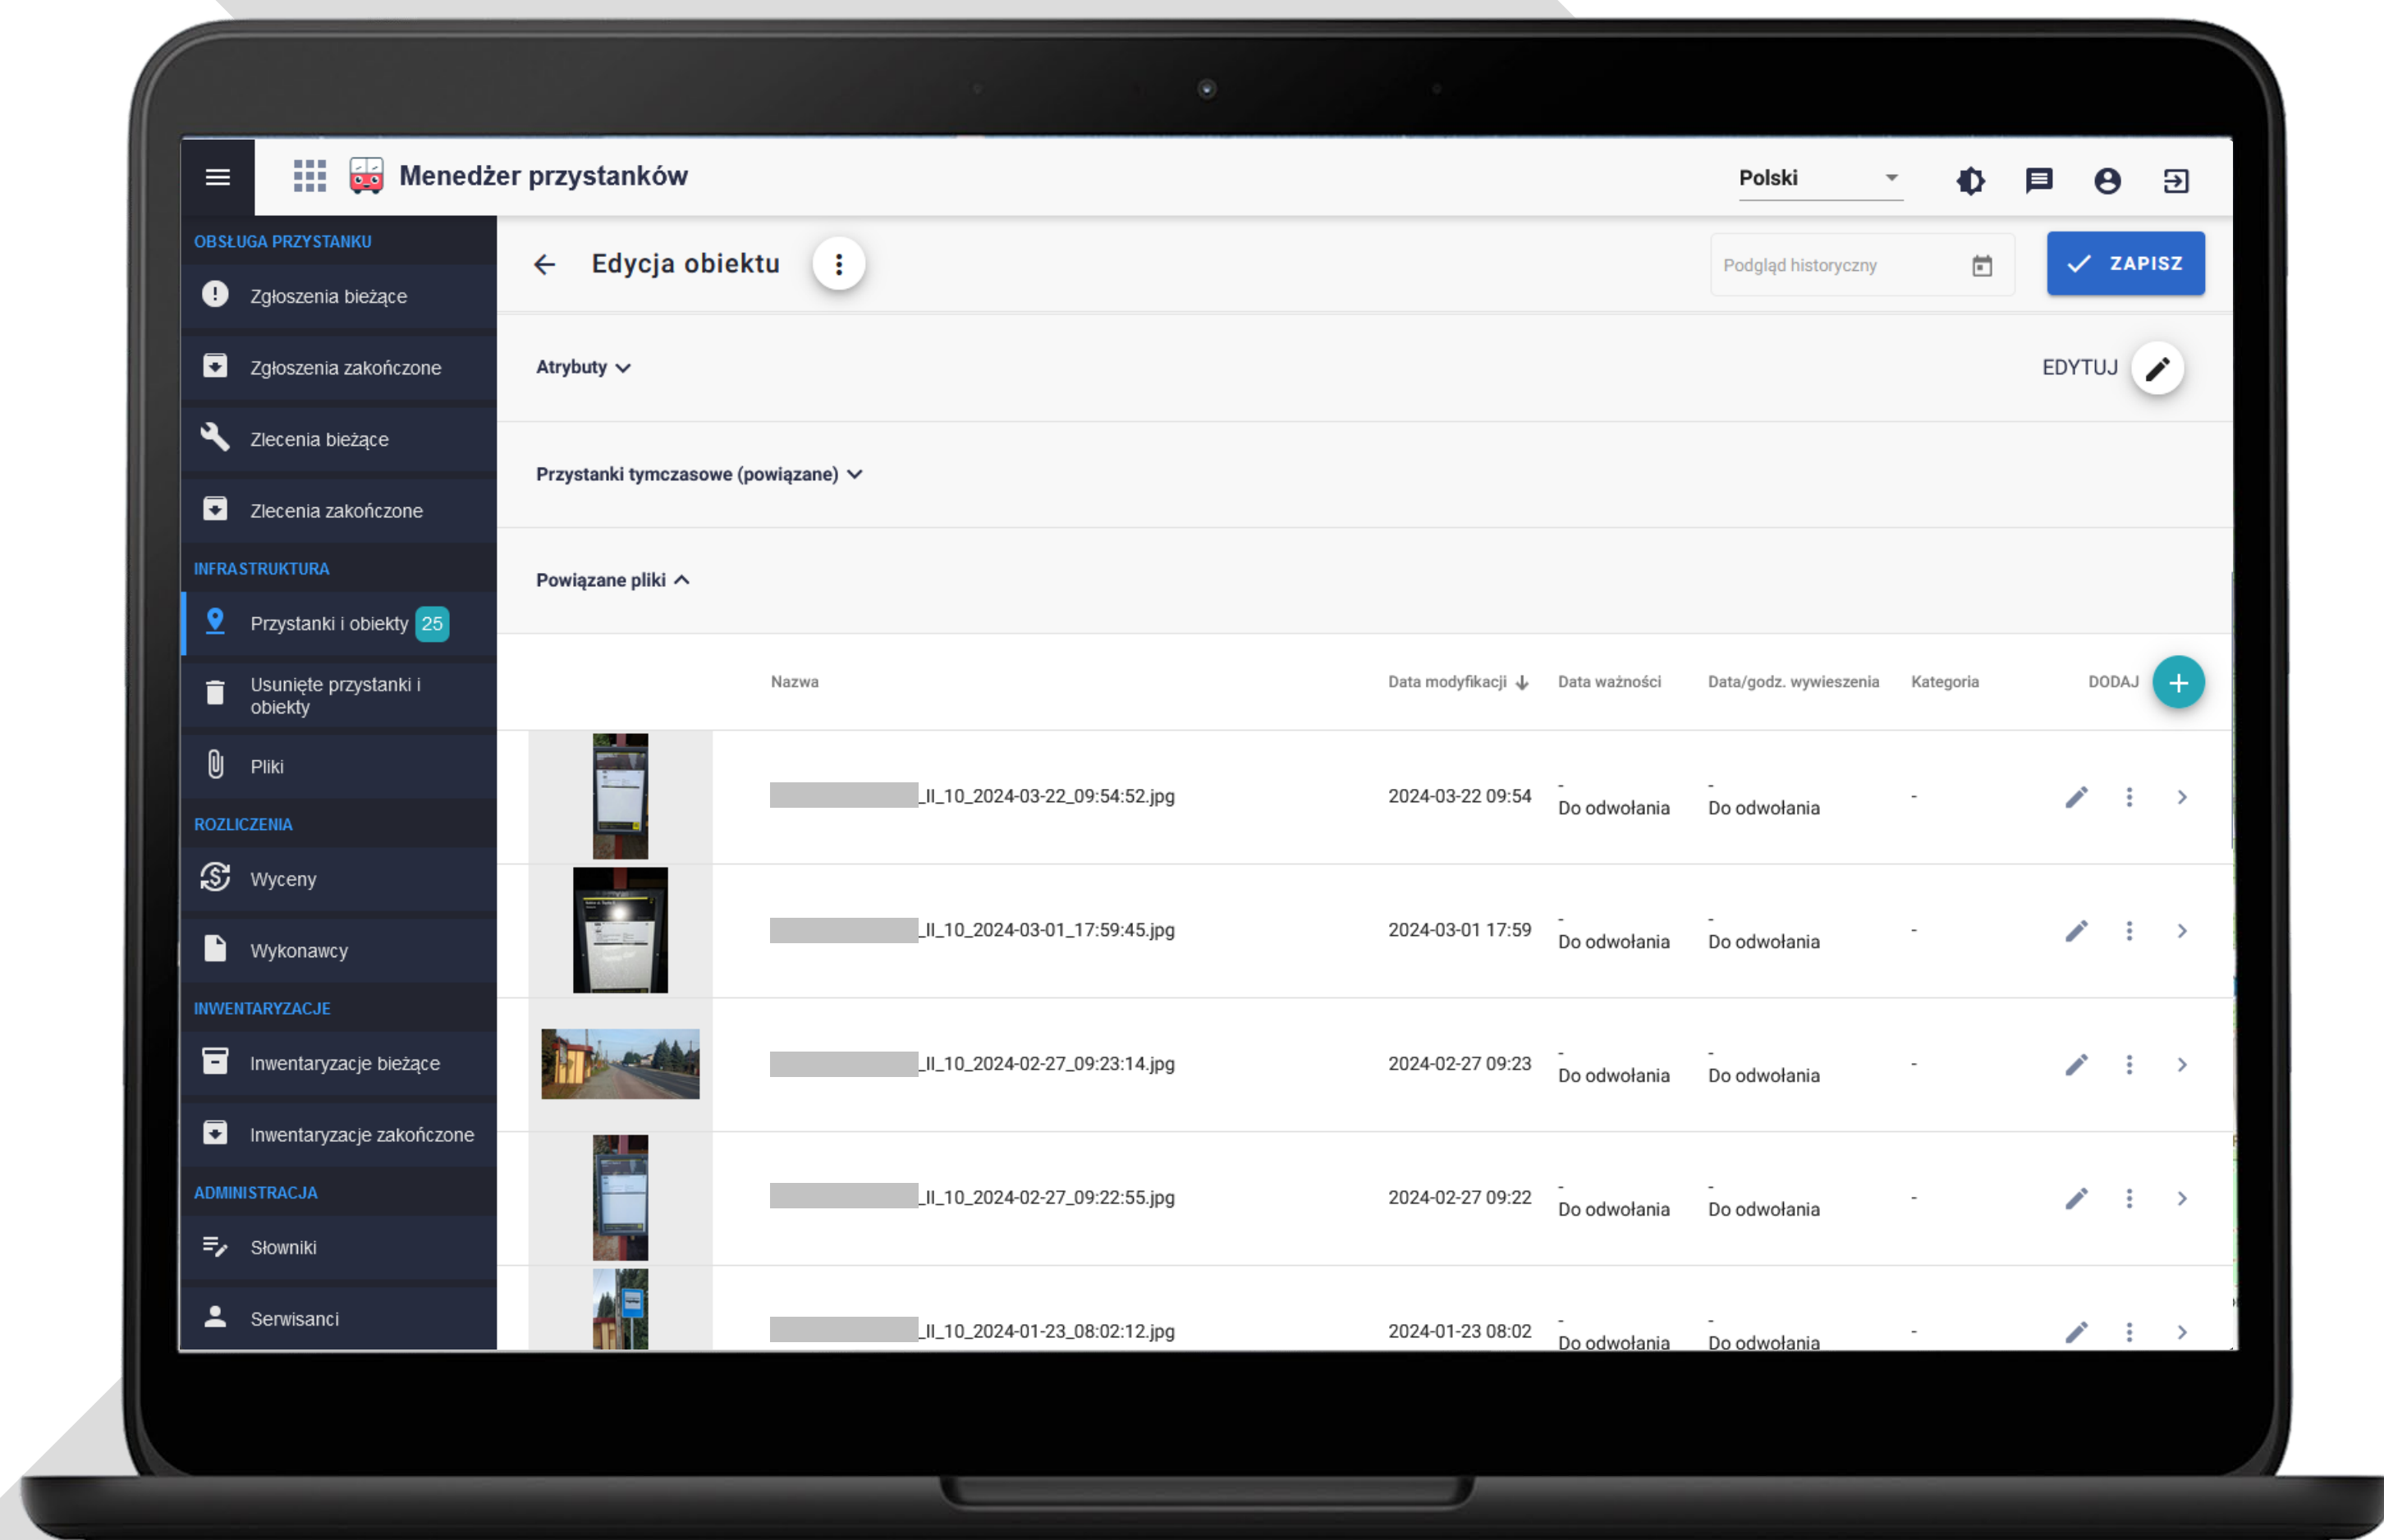 Menedżer przystanków
Polski
OBSŁUGA PRZYSTANKU
Zgłoszenia bieżące
Zgłoszenia zakończone
Zlecenia bieżące
Zlecenia zakończone
INFRASTRUKTURA
Przystanki i obiekty 25
Usunięte przystanki i
obiekty
Pliki
ROZLICZENIA
Wyceny
Wykonawcy
INWENTARYZACJE
Inwentaryzacje bieżące
Inwentaryzacje zakończone
ADMINISTRACJA
Słowniki
Serwisanci
Edycja obiektu
Podgląd historyczny
ZAPISZ
Atrybuty
EDYTUJ
Przystanki tymczasowe (powiązane)
Powiązane pliki
Nazwa Data modyfikacji Data ważności Data/godz. wywieszenia Kategoria DODAJ
_II_10_2024-03-22_09:54:52.jpg 2024-03-22 09:54 - - -
Do odwołania Do odwołania
_II_10_2024-03-01_17:59:45.jpg 2024-03-01 17:59 - - -
Do odwołania Do odwołania
_II_10_2024-02-27_09:23:14.jpg 2024-02-27 09:23 - - -
Do odwołania Do odwołania
_II_10_2024-02-27_09:22:55.jpg 2024-02-27 09:22 - - -
Do odwołania Do odwołania
_II_10_2024-01-23_08:02:12.jpg 2024-01-23 08:02 - - -
Do odwołania Do odwołania